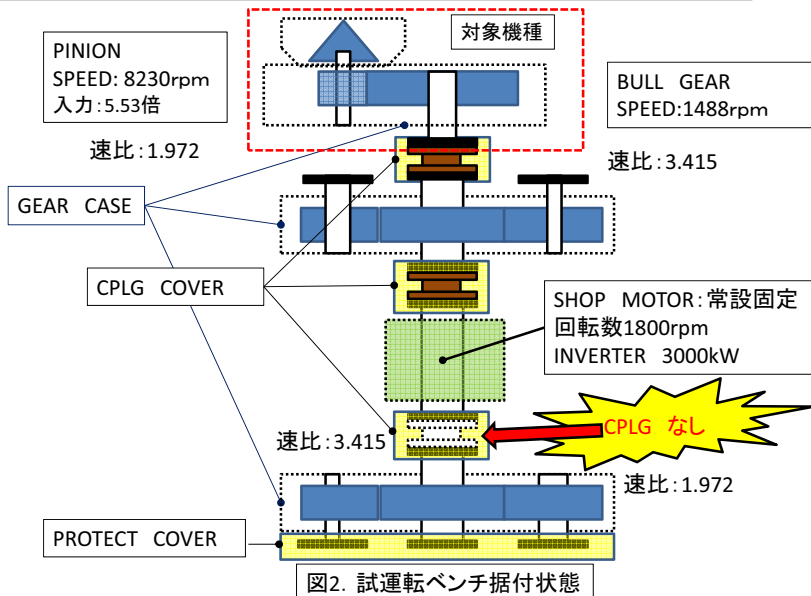 対象機種
PINION
SPEED: 8230rpm
入力:5.53倍
BULL GEAR
SPEED:1488rpm
速比:1.972
速比:3.415
GEAR CASE
CPLG COVER
SHOP MOTOR:常設固定
回転数1800rpm
INVERTER 3000kW
CPLG なし
速比:3.415
速比:1.972
PROTECT COVER
図2. 試運転ベンチ据付状態